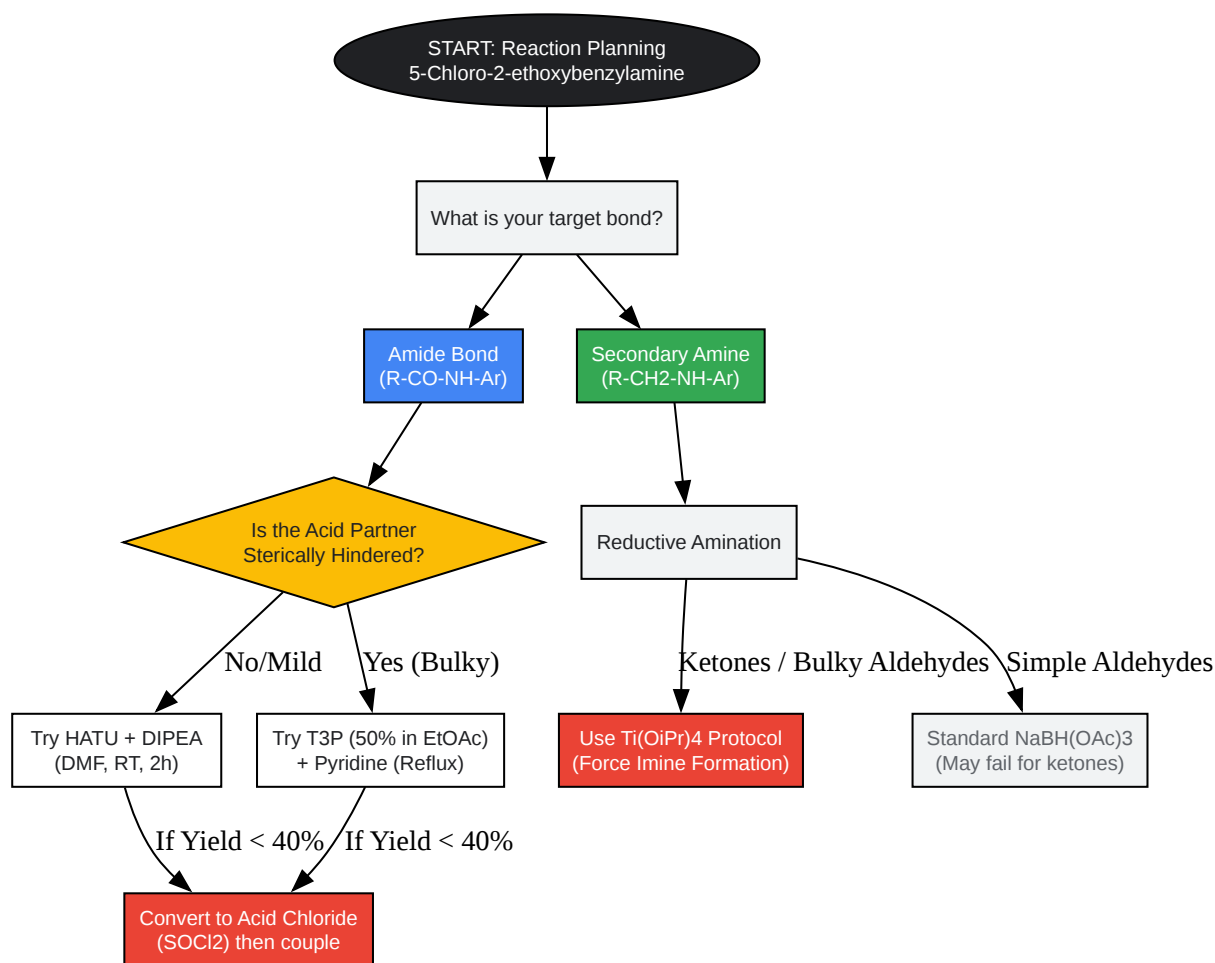 START: Reaction Planning
5-Chloro-2-ethoxybenzylamine
What is your target bond?
Amide Bond
(R-CO-NH-Ar)
Secondary Amine
(R-CH2-NH-Ar)
Is the Acid Partner
Sterically Hindered?
Reductive Amination
No/Mild
Yes (Bulky)
Ketones / Bulky Aldehydes
Simple Aldehydes
Try HATU + DIPEA
(DMF, RT, 2h)
Try T3P (50% in EtOAc)
+ Pyridine (Reflux)
Use Ti(OiPr)4 Protocol
(Force Imine Formation)
Standard NaBH(OAc)3
(May fail for ketones)
If Yield < 40%
If Yield < 40%
Convert to Acid Chloride
(SOCl2) then couple